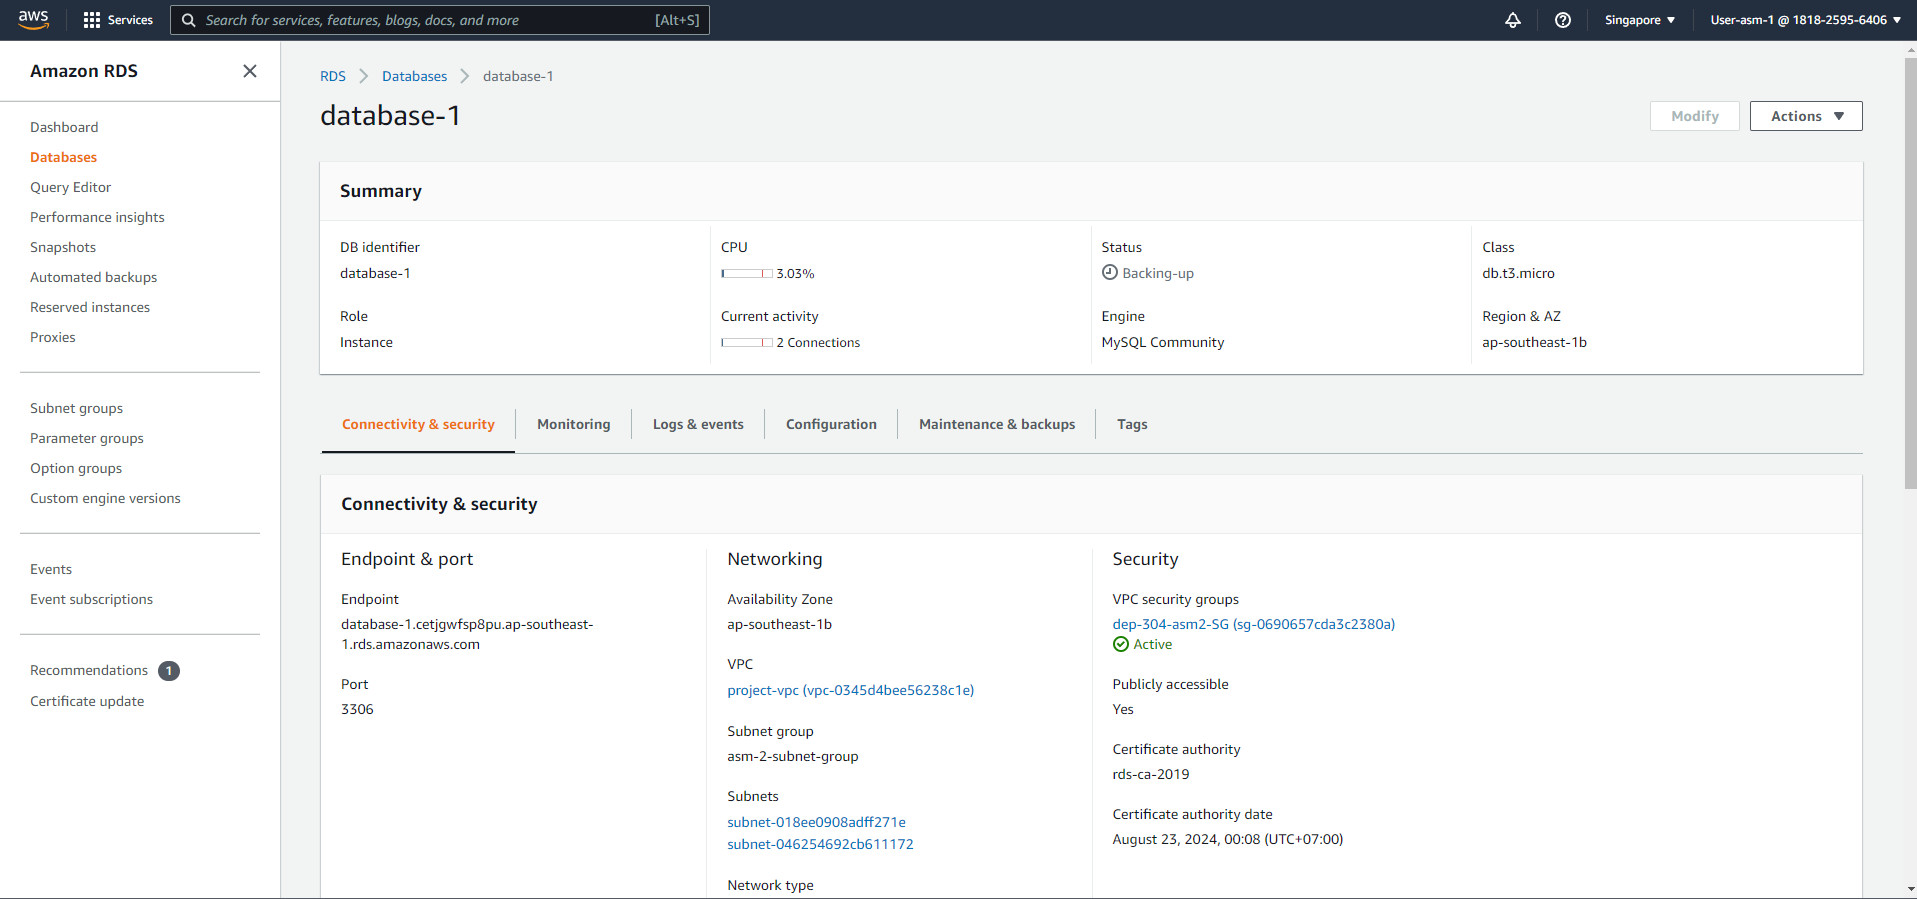 aws
Services
Search for services, features, blogs, docs, and more
[Alt+S]
Singapore
User-asm-1 @ 1818-2595-6406
Amazon RDS
Dashboard
Databases
Query Editor
Performance insights
Snapshots
Automated backups
Reserved instances
Proxies
Subnet groups
Parameter groups
Option groups
Custom engine versions
Events
Event subscriptions
Recommendations 1
Certificate update
RDS > Databases > database-1
database-1
Modify
Actions
Summary
DB identifier
database-1
CPU
3.03%
Status
Backing-up
Class
db.t3.micro
Role
Instance
Current activity
2 Connections
Engine
MySQL Community
Region & AZ
ap-southeast-1b
Connectivity & security
Monitoring
Logs & events
Configuration
Maintenance & backups
Tags
Connectivity & security
Endpoint & port
Endpoint
database-1.cetjgwfsp8pu.ap-southeast-
1.rds.amazonaws.com
Port
3306
Networking
Availability Zone
ap-southeast-1b
VPC
project-vpc (vpc-0345d4bee56238c1e)
Subnet group
asm-2-subnet-group
Subnets
subnet-018ee0908adff271e
subnet-046254692cb611172
Network type
Security
VPC security groups
dep-304-asm2-SG (sg-0690657cda3c2380a)
Active
Publicly accessible
Yes
Certificate authority
rds-ca-2019
Certificate authority date
August 23, 2024, 00:08 (UTC+07:00)